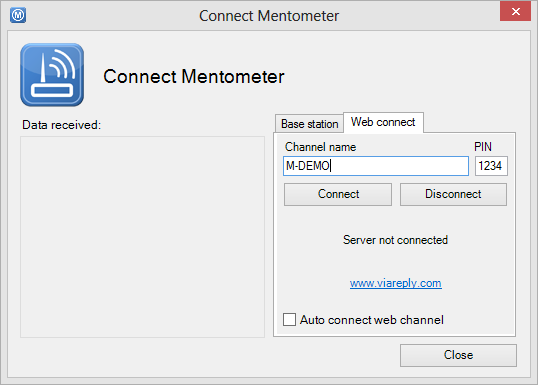 Connect Mentometer
Connect Mentometer
Data received:
Base station
Web connect
Channel name
PIN
M-DEMO
1234
Connect
Disconnect
Server not connected
www.viareply.com
Auto connect web channel
Close